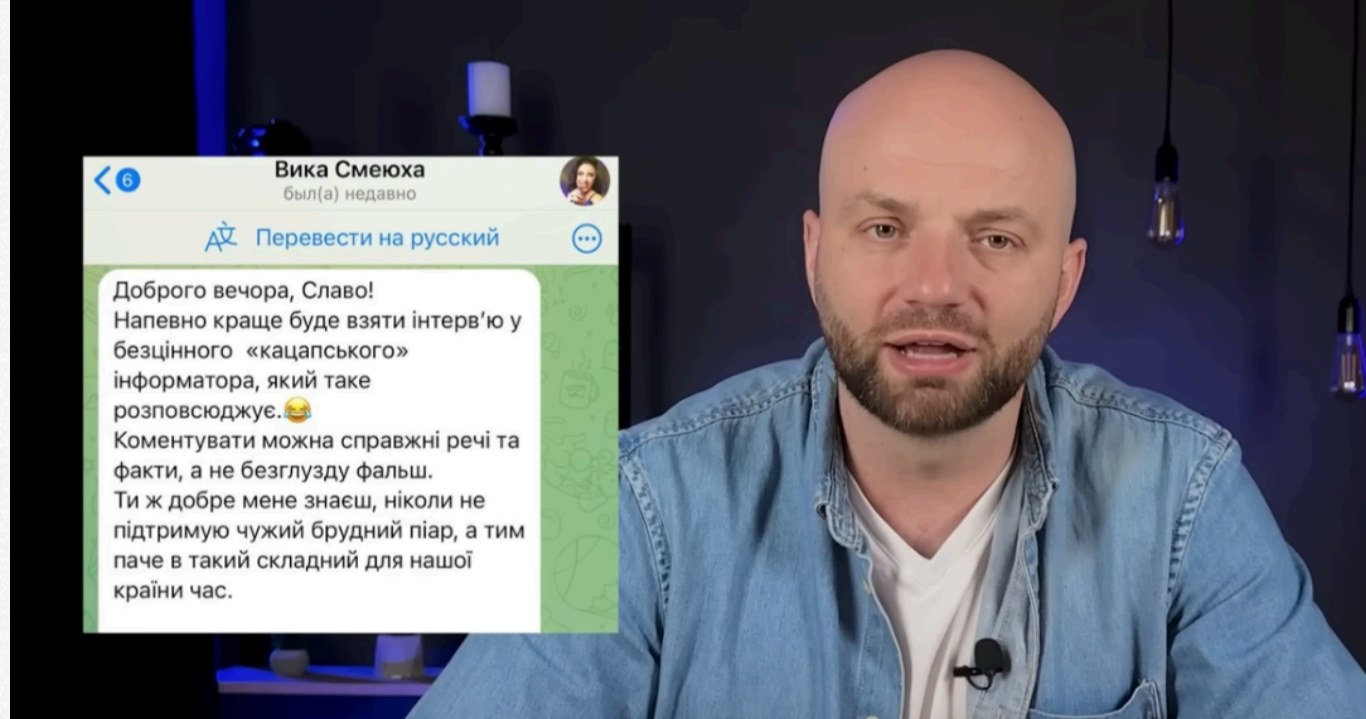 6
Вика Смеюха
был(а) недавно
Перевести на русский
Доброго вечора, Славо!
Напевно краще буде взяти інтерв’ю у
безцінного «кацапського»
інформатора, який таке
розповсюджує.😂
Коментувати можна справжні речі та
факти, а не безглузду фальш.
Ти ж добре мене знаєш, ніколи не
підтримую чужий брудний піар, а тим
паче в такий складний для нашої
країни час.